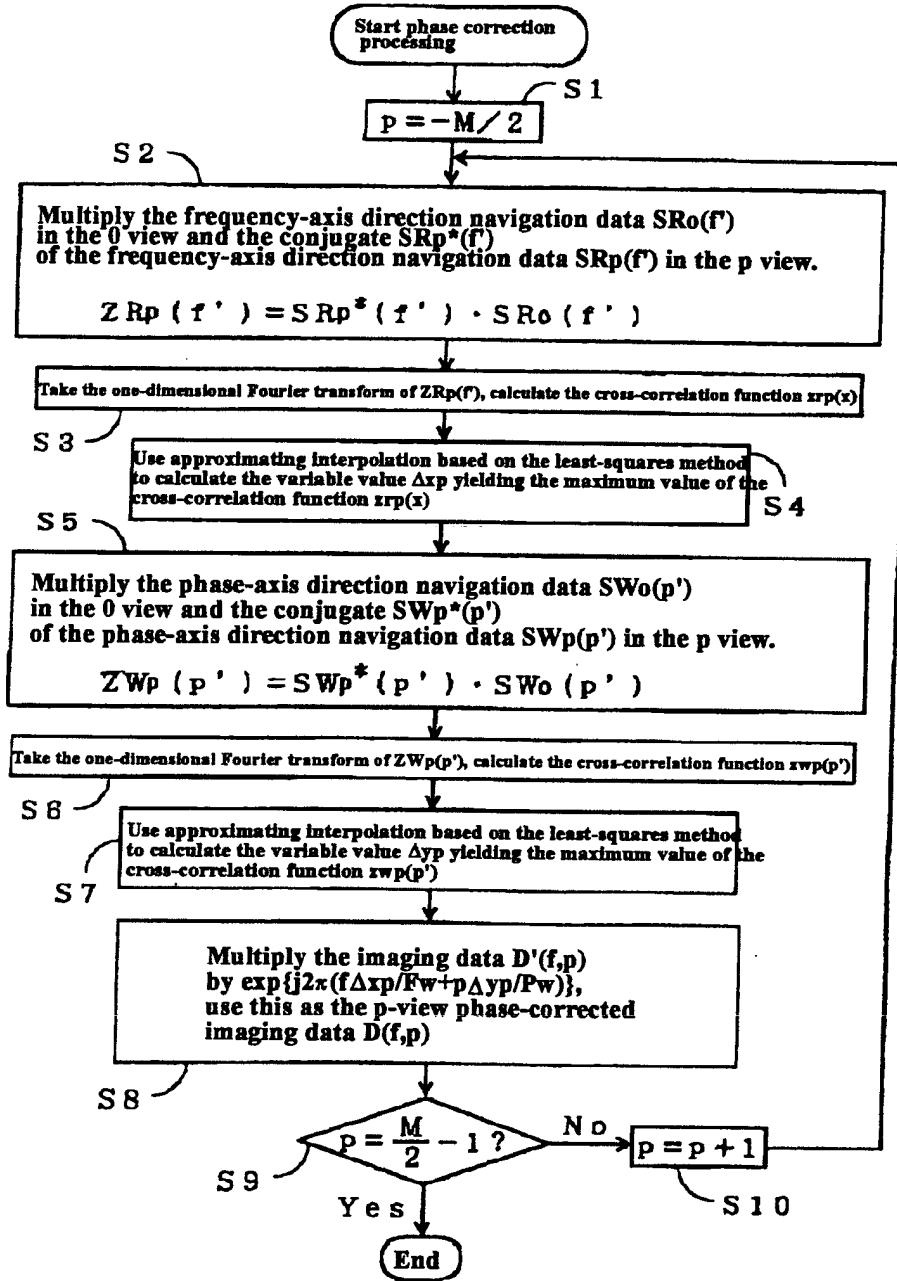 Start phase correction
processing
S1
p = -M/2
S2
Multiply the frequency-axis direction navigation data SRo(f')
in the 0 view and the conjugate SRp*(f')
of the frequency-axis direction navigation data SRp(f') in the p view.
ZRp (f') = SRp* (f') · SRo (f')
Take the one-dimensional Fourier transform of ZRp(f'), calculate the cross-correlation function zrp(x)
S3
Use approximating interpolation based on the least-squares method
to calculate the variable value Δxp yielding the maximum value of the
cross-correlation function zrp(x)
S4
S5
Multiply the phase-axis direction navigation data SWo(p')
in the 0 view and the conjugate SWp*(p')
of the phase-axis direction navigation data SWp(p') in the p view.
ZWp (p') = SWp* (p') · SWo (p')
Take the one-dimensional Fourier transform of ZWp(p'), calculate the cross-correlation function zwp(p')
S6
Use approximating interpolation based on the least-squares method
to calculate the variable value Δyp yielding the maximum value of the
cross-correlation function zwp(p')
S7
Multiply the imaging data D'(f,p)
by exp{j2π(fΔxp/Fw+pΔyp/Pw)},
use this as the p-view phase-corrected
imaging data D(f,p)
S8
p = M/2 - 1 ?
No
p = p + 1
S9
S10
Yes
End